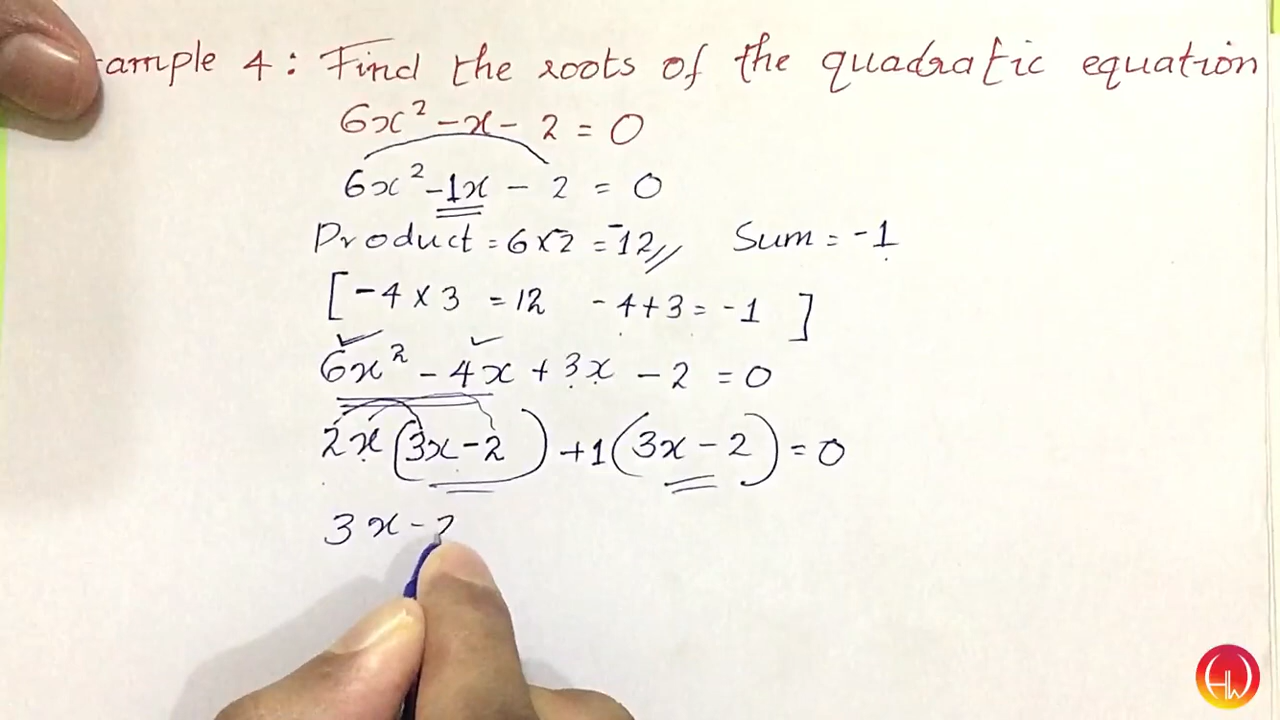 ample 4 : Find the roots of the quadratic equation
6x² - x - 2 = 0
6x² - 1x - 2 = 0
Product = 6 x -2 = -12 // Sum = -1
[ -4 x 3 = 12 -4 + 3 = -1 ]
6x² - 4x + 3x - 2 = 0
2x (3x - 2) + 1 (3x - 2) = 0
3x - 2